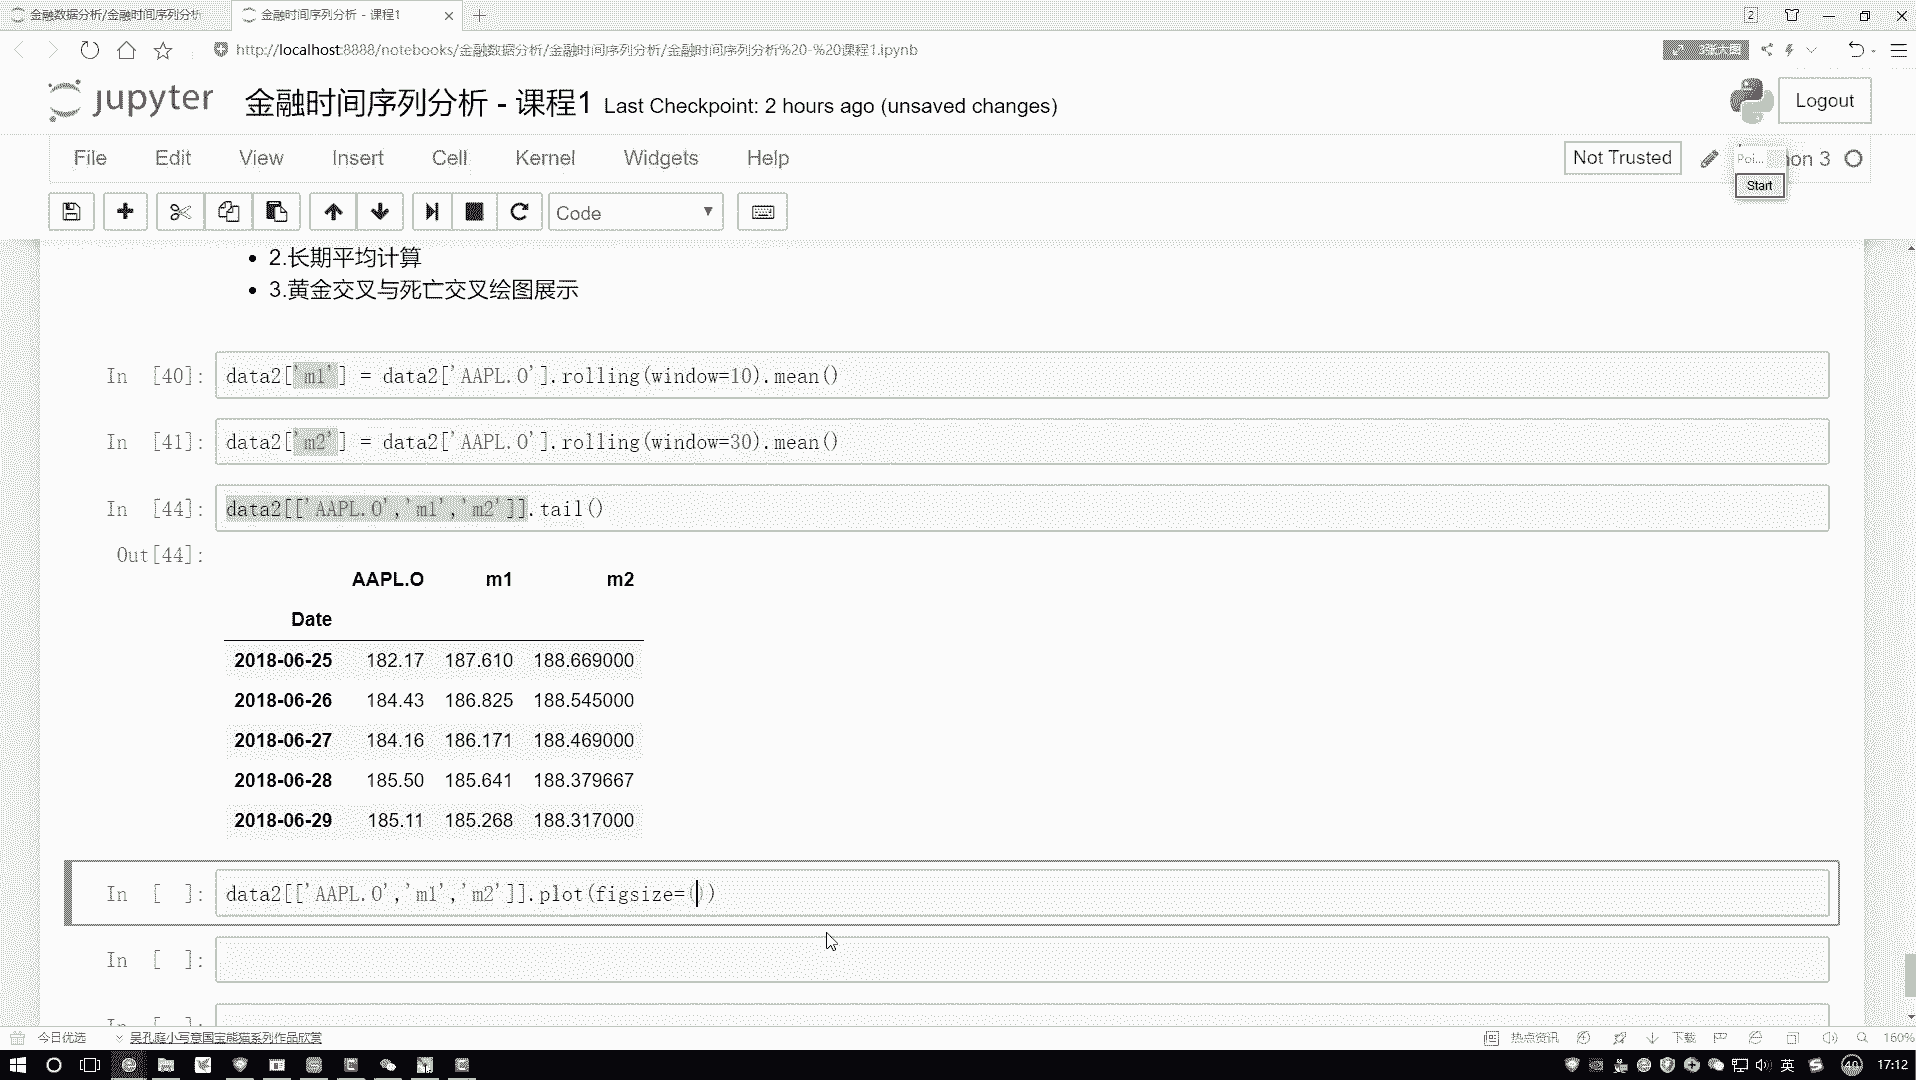 金融数据分析/金融时间序列分析
金融时间序列分析 - 课程1
2
http://localhost:8888/notebooks/金融数据分析/金融时间序列分析/金融时间序列分析%20-%20课程1.ipynb
jupyter 金融时间序列分析 - 课程1 Last Checkpoint: 2 hours ago (unsaved changes)
Logout
File Edit View Insert Cell Kernel Widgets Help
Not Trusted
Poi...
on 3
Start
Code
2.长期平均计算
3.黄金交叉与死亡交叉绘图展示
In [40]: data2['m1'] = data2['AAPL.O'].rolling(window=10).mean()
In [41]: data2['m2'] = data2['AAPL.O'].rolling(window=30).mean()
In [44]: data2[['AAPL.O','m1','m2']].tail()
Out[44]:
AAPL.O m1 m2
Date
2018-06-25 182.17 187.610 188.669000
2018-06-26 184.43 186.825 188.545000
2018-06-27 184.16 186.171 188.469000
2018-06-28 185.50 185.641 188.379667
2018-06-29 185.11 185.268 188.317000
In [ ]: data2[['AAPL.O','m1','m2']].plot(figsize=())
In [ ]:
In [ ]:
今日优选
吴孔庭小写意国宝熊猫系列作品欣赏
热点资讯
下载
160%
英
40
17:12